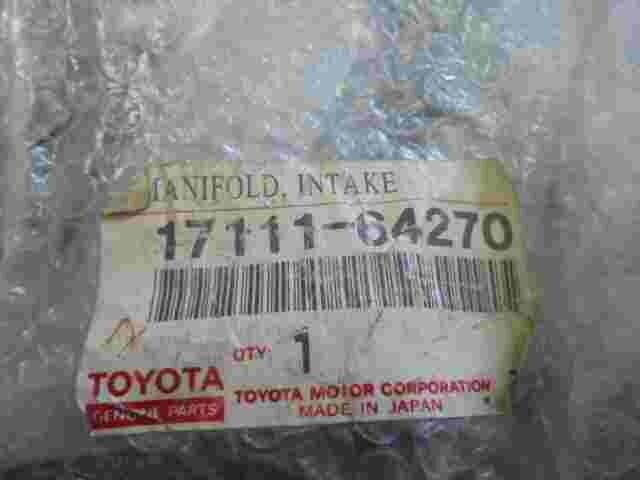 MANIFOLD, INTAKE
17111-64270
QTY: 1
TOYOTA
GENUINE PARTS
TOYOTA MOTOR CORPORATION
MADE IN JAPAN